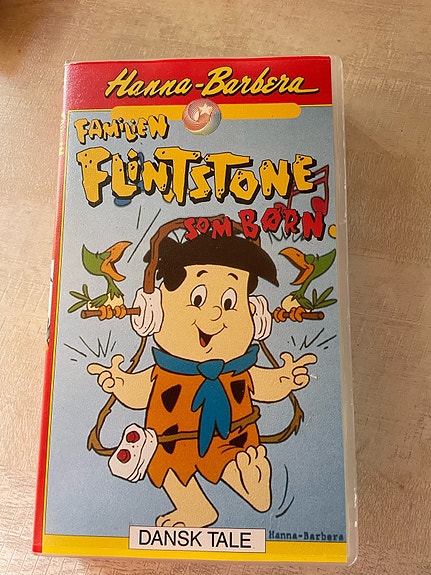 Hanna-Barbera
FAMILIEN
FLINTSTONE
SOM BØRN
DANSK TALE
Hanna-Barbera